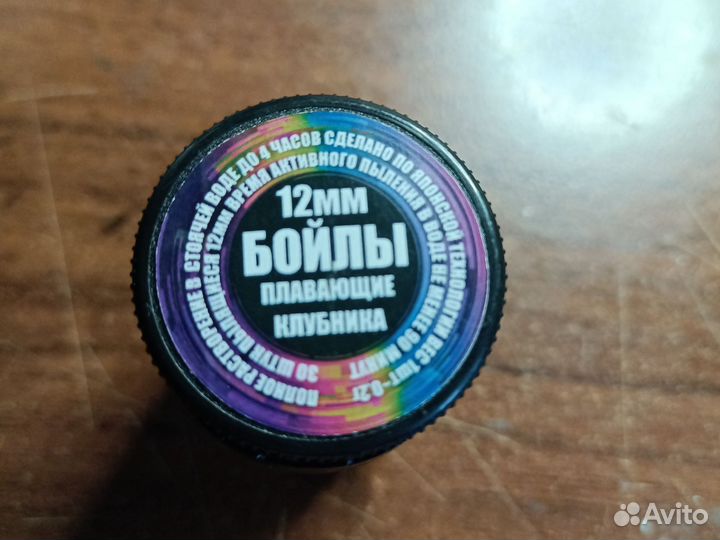 12мм
БОЙЛЫ
ПЛАВАЮЩИЕ
КЛУБНИКА
ПОЛНОЕ РАСТВОРЕНИЕ В СТОЯЧЕЙ ВОДЕ ДО 4 ЧАСОВ СДЕЛАНО ПО ЯПОНСКОЙ ТЕХНОЛОГИИ ВЕС 1шт-0.2г
30 ШТУК ПЫЛЯЩИЕСЯ 12мм ВРЕМЯ АКТИВНОГО ПЫЛЕНИЯ В ВОДЕ НЕ МЕНЕЕ 90 МИНУТ
Avito